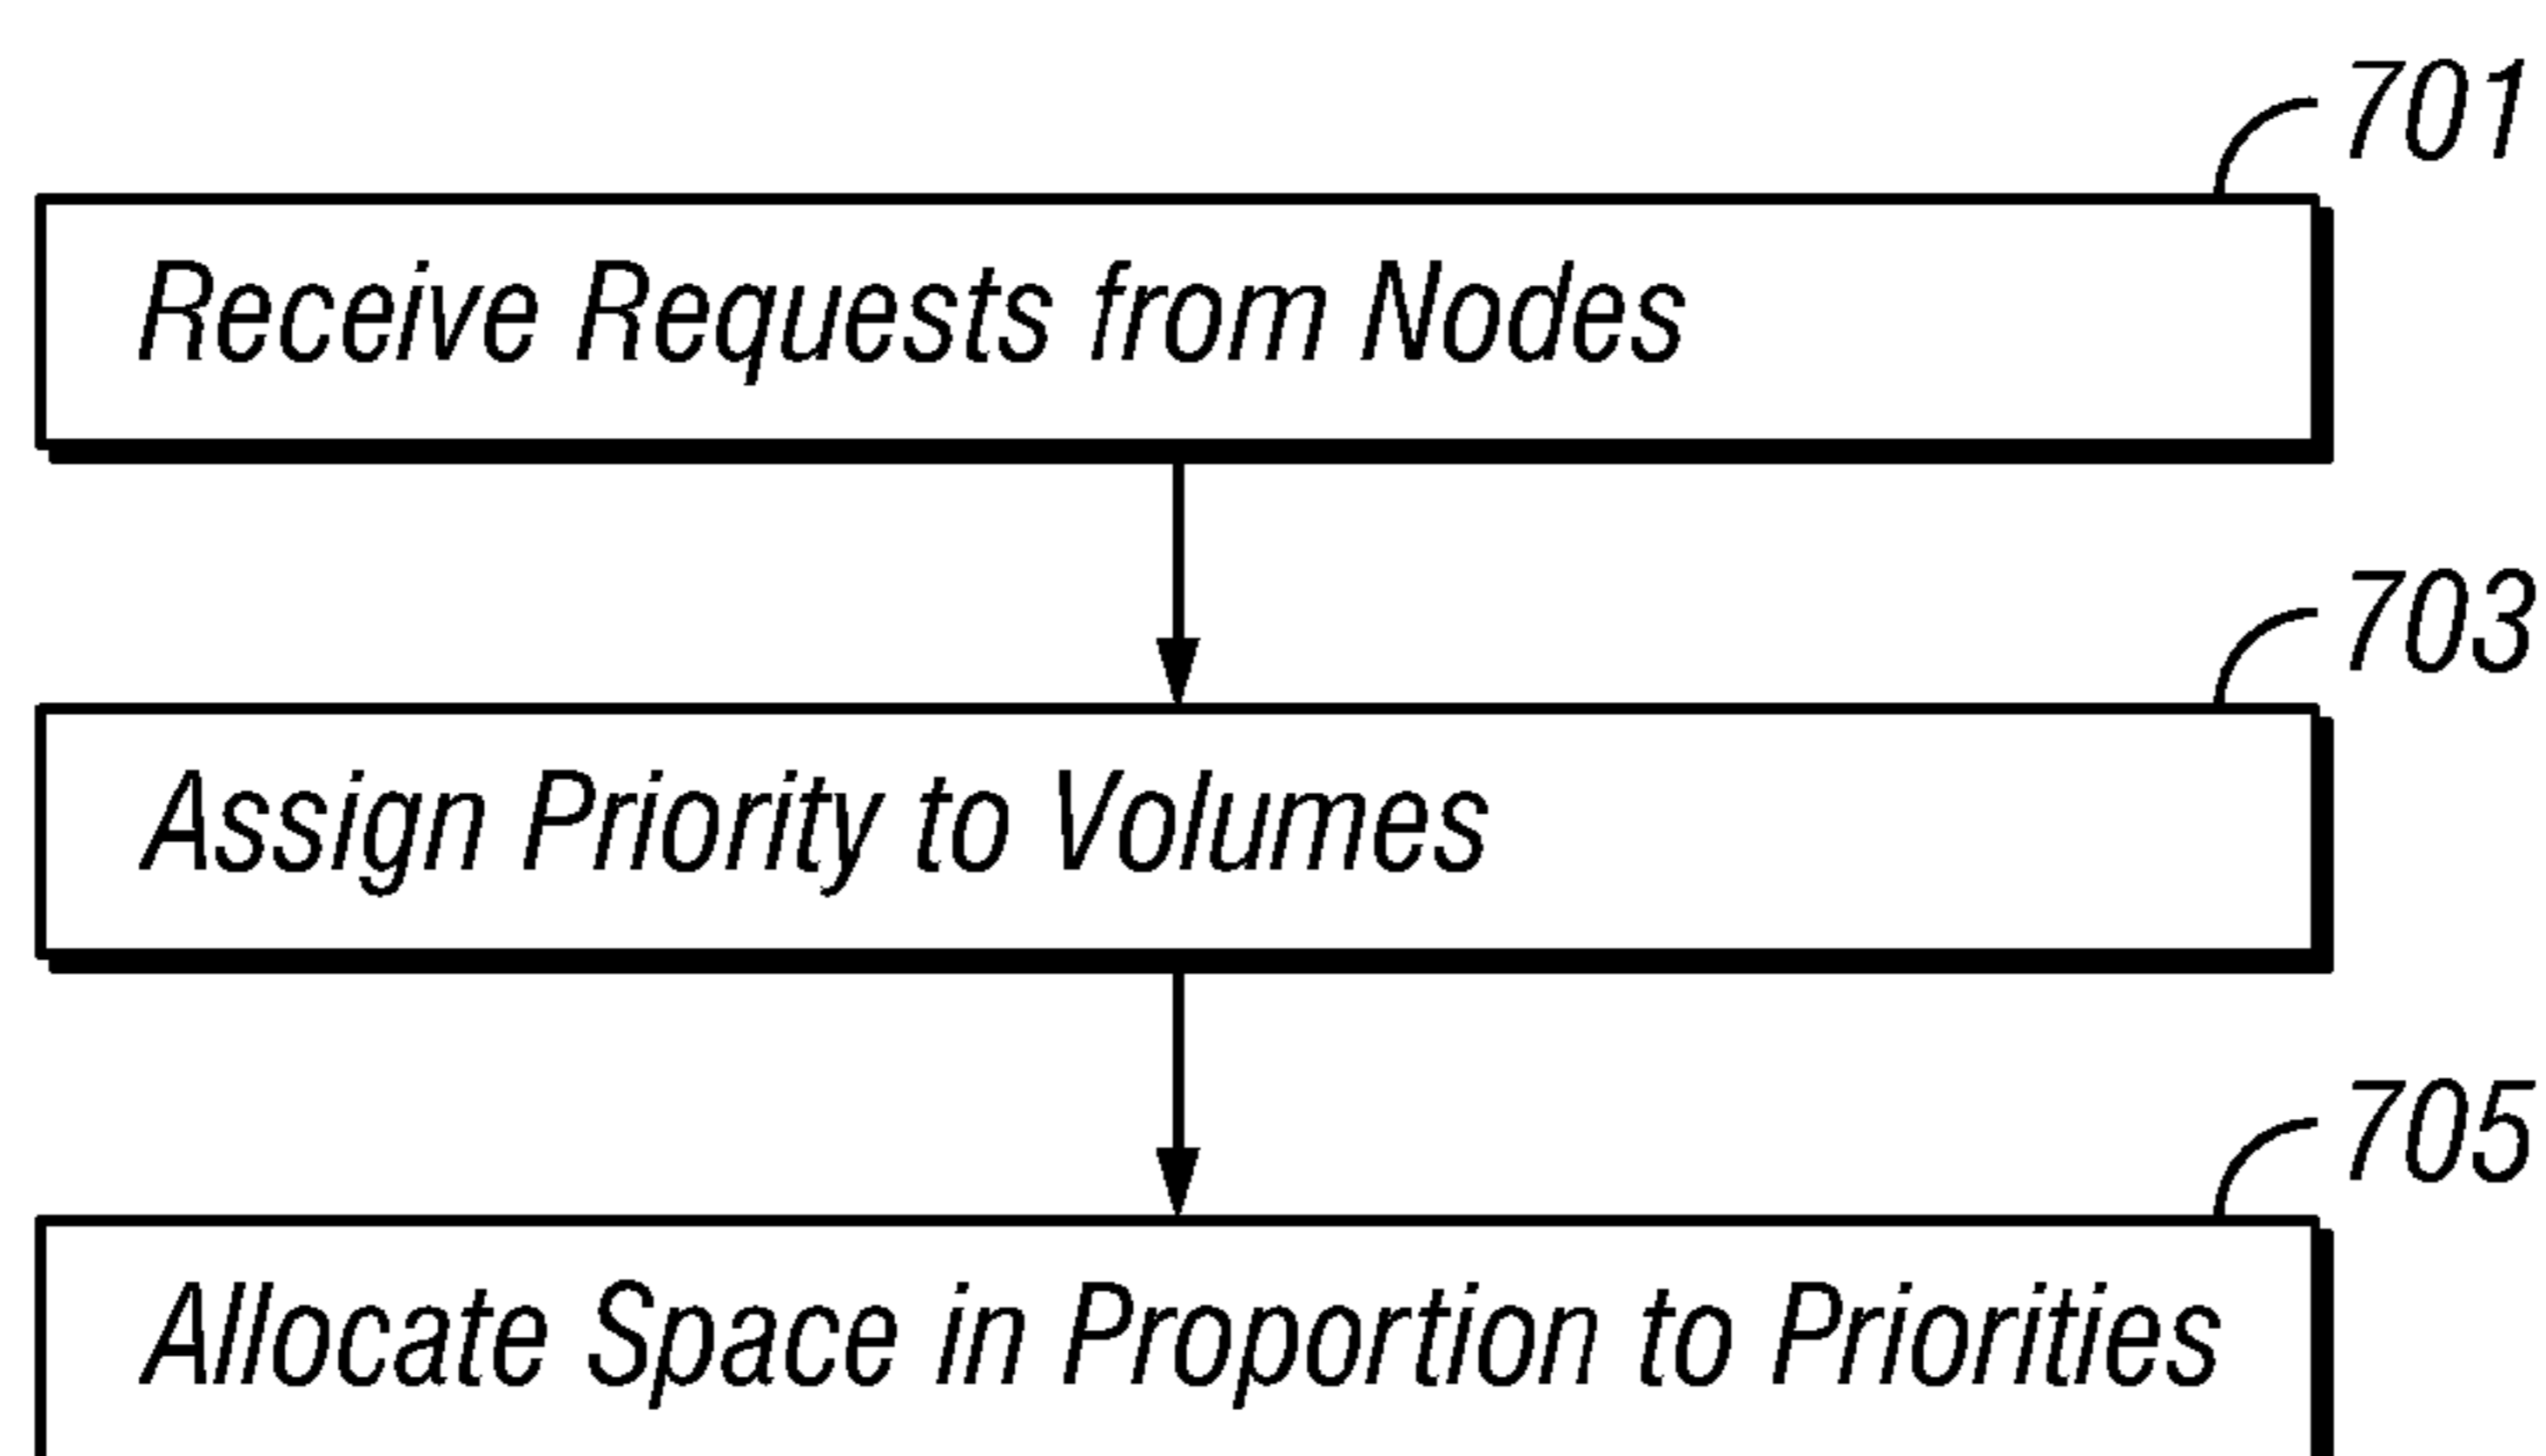 701
Receive Requests from Nodes
703
Assign Priority to Volumes
705
Allocate Space in Proportion to Priorities